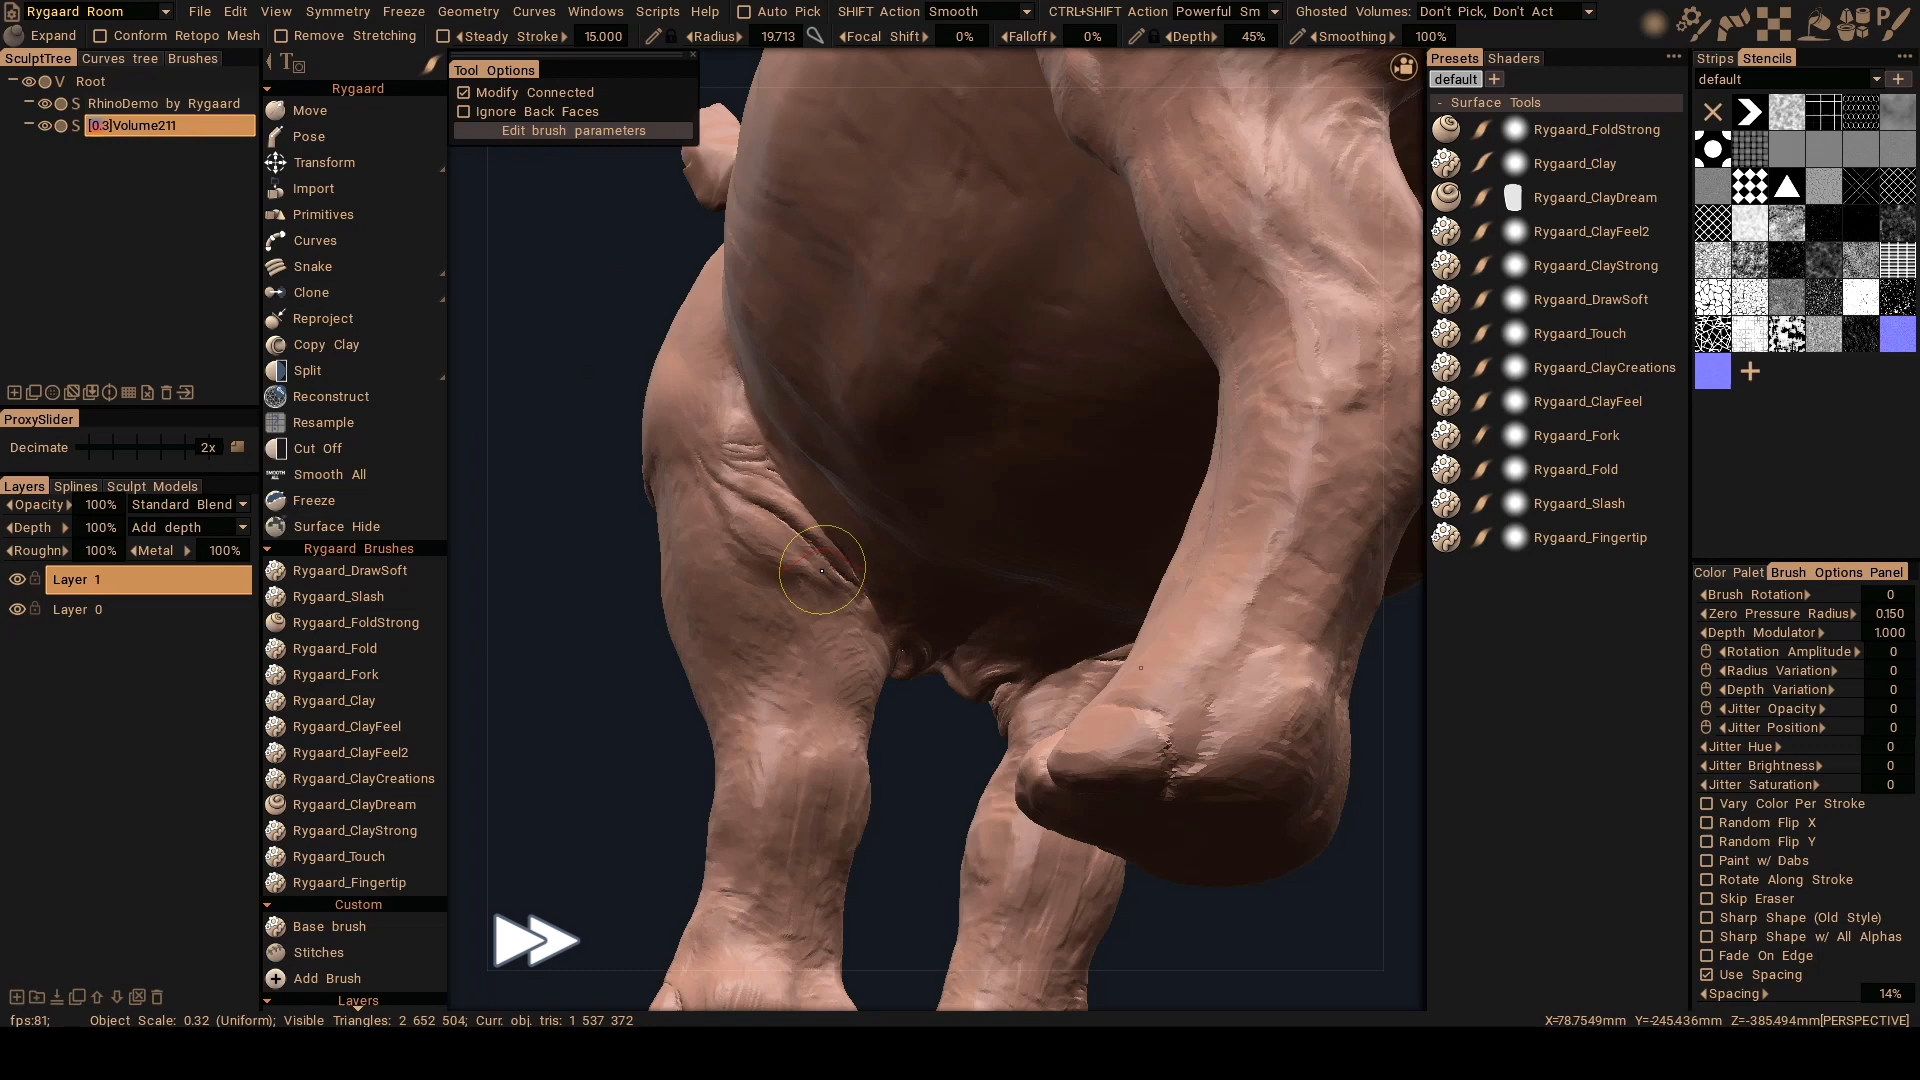 Rygaard Room File Edit View Symmetry Freeze Geometry Curves Windows Scripts Help Auto Pick SHIFT Action Smooth CTRL+SHIFT Action Powerful Sm Ghosted Volumes: Don't Pick, Don't Act
Expand Conform Retopo Mesh Remove Stretching Steady Stroke 15.000 Radius 19.713 Focal Shift 0% Falloff 0% Depth 45% Smoothing 100%
SculptTree Curves tree Brushes
V Root
S RhinoDemo by Rygaard
S [0.3]Volume211
ProxySlider
Decimate 2x
Layers Splines Sculpt Models
Opacity 100% Standard Blend
Depth 100% Add depth
Roughn 100% Metal 100%
Layer 1
Layer 0
Rygaard
Move
Pose
Transform
Import
Primitives
Curves
Snake
Clone
Reproject
Copy Clay
Split
Reconstruct
Resample
Cut Off
SMOOTH ALL Smooth All
Freeze
Surface Hide
Rygaard Brushes
Rygaard_DrawSoft
Rygaard_Slash
Rygaard_FoldStrong
Rygaard_Fold
Rygaard_Fork
Rygaard_Clay
Rygaard_ClayFeel
Rygaard_ClayFeel2
Rygaard_ClayCreations
Rygaard_ClayDream
Rygaard_ClayStrong
Rygaard_Touch
Rygaard_Fingertip
Custom
Base brush
Stitches
Add Brush
Layers
Tool Options
Modify Connected
Ignore Back Faces
Edit brush parameters
Presets Shaders
default
- Surface Tools
Rygaard_FoldStrong
Rygaard_Clay
Rygaard_ClayDream
Rygaard_ClayFeel2
Rygaard_ClayStrong
Rygaard_DrawSoft
Rygaard_Touch
Rygaard_ClayCreations
Rygaard_ClayFeel
Rygaard_Fork
Rygaard_Fold
Rygaard_Slash
Rygaard_Fingertip
Strips Stencils
default
Color Palet Brush Options Panel
Brush Rotation 0
Zero Pressure Radius 0.150
Depth Modulator 1.000
Rotation Amplitude 0
Radius Variation 0
Depth Variation 0
Jitter Opacity 0
Jitter Position 0
Jitter Hue 0
Jitter Brightness 0
Jitter Saturation 0
Vary Color Per Stroke
Random Flip X
Random Flip Y
Paint w/ Dabs
Rotate Along Stroke
Skip Eraser
Sharp Shape (Old Style)
Sharp Shape w/ All Alphas
Fade On Edge
Use Spacing
Spacing 14%
fps:81; Object Scale: 0.32 (Uniform); Visible Triangles: 2 652 504; Curr. obj. tris: 1 537 372 X=78.7549mm Y=-245.436mm Z=-385.494mm[PERSPECTIVE]